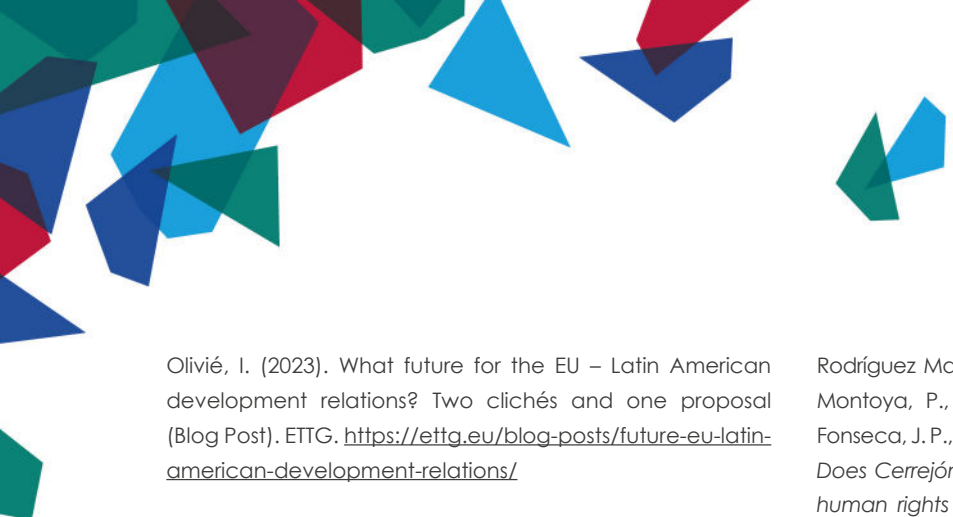 Olivié, I. (2023). What future for the EU – Latin American
development relations? Two clichés and one proposal
(Blog Post). ETTG. https://ettg.eu/blog-posts/future-eu-latin-
american-development-relations/
Rodríguez
Montoya, P.,
Fonseca, J. P.,
Does
human rights